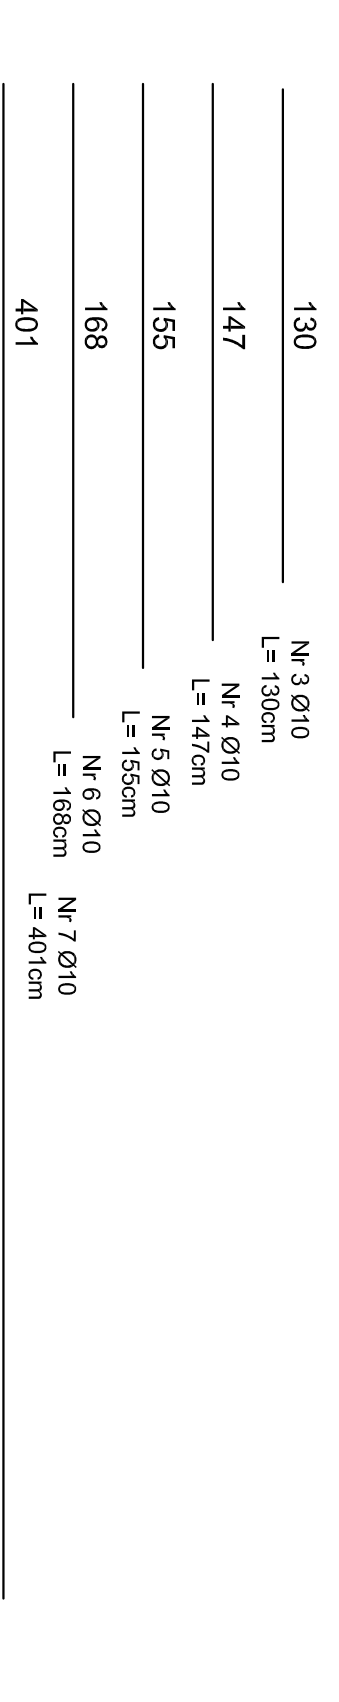 130
Nr 3 Ø10
L= 130cm
147
Nr 4 Ø10
L= 147cm
155
Nr 5 Ø10
L= 155cm
168
Nr 6 Ø10
L= 168cm
401
Nr 7 Ø10
L= 401cm